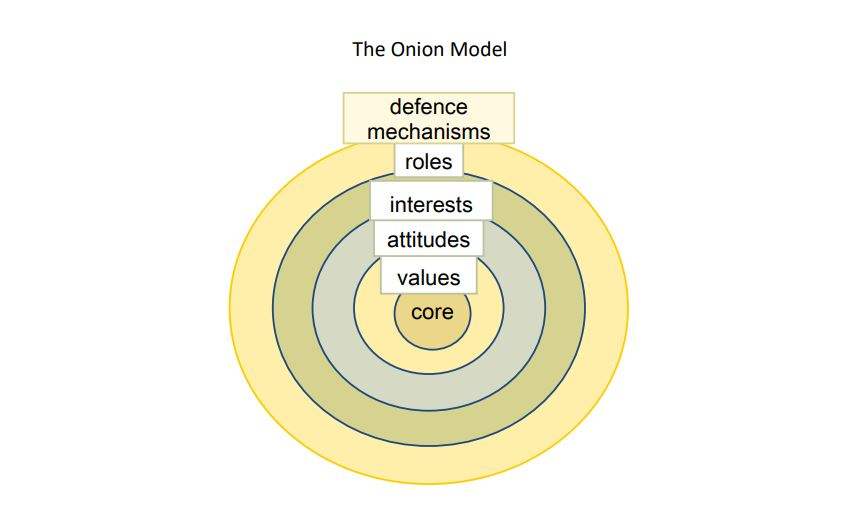 The Onion Model
defence
mechanisms
roles
interests
attitudes
values
core